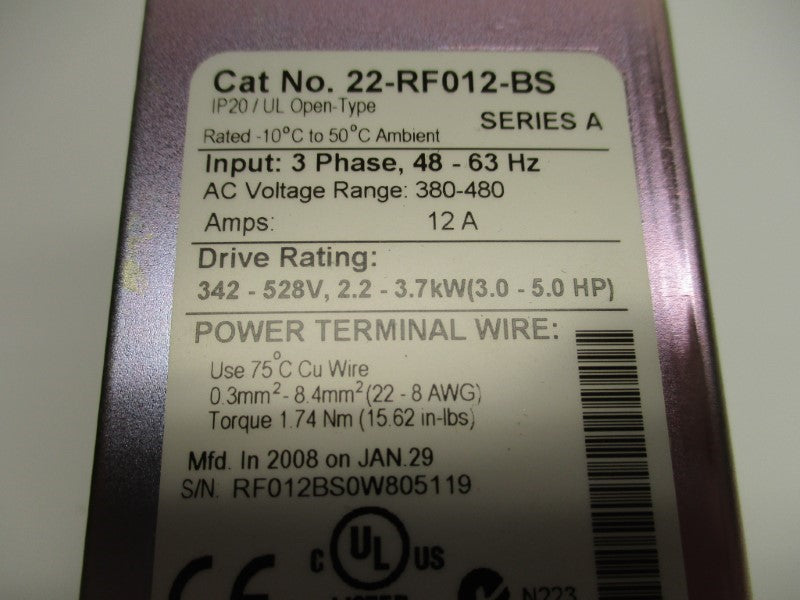 Cat No. 22-RF012-BS
IP20 / UL Open-Type
SERIES A
Rated -10°C to 50°C Ambient
Input: 3 Phase, 48 - 63 Hz
AC Voltage Range: 380-480
Amps: 12 A
Drive Rating:
342 - 528V, 2.2 - 3.7kW(3.0 - 5.0 HP)
POWER TERMINAL WIRE:
Use 75°C Cu Wire
0.3mm²- 8.4mm²(22 - 8 AWG)
Torque 1.74 Nm (15.62 in-lbs)
Mfd. In 2008 on JAN.29
S/N: RF012BS0W805119
C UL US
LISTED
CE
N223